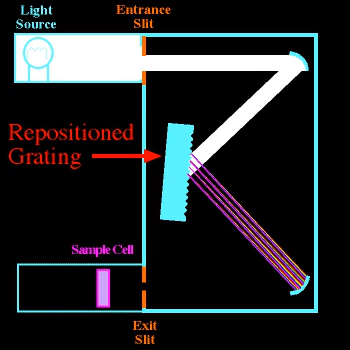 Light
Source
Entrance
Slit
Repositioned
Grating
Sample Cell
Exit
Slit